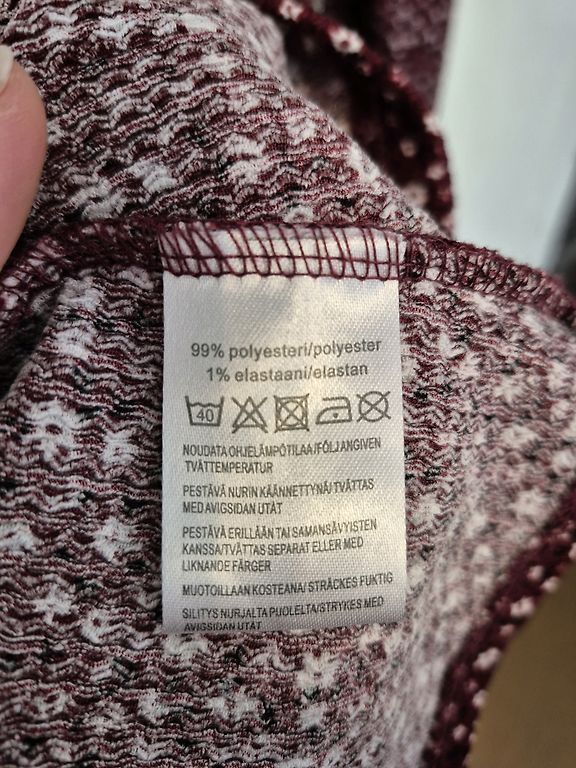 99% polyesteri/polyester
1% elastaani/elastan
40
NOUDATA OHJELÄMPÖTILAA/FÖLJ ANGIVEN
TVÄTTEMPERATUR
PESTÄVÄ NURIN KÄÄNNETTYNÄ/TVÄTTAS
MED AVIGSIDAN UTÅT
PESTÄVÄ ERILLÄÄN TAI SAMANSÄVYISTEN
KANSSA/TVÄTTAS SEPARAT ELLER MED
LIKNANDE FÄRGER
MUOTOILLAAN KOSTEANA/ STRÄCKES FUKTIG
SILITYS NURJALTA PUOLELTA/STRYKES MED
AVIGSIDAN UTÅT